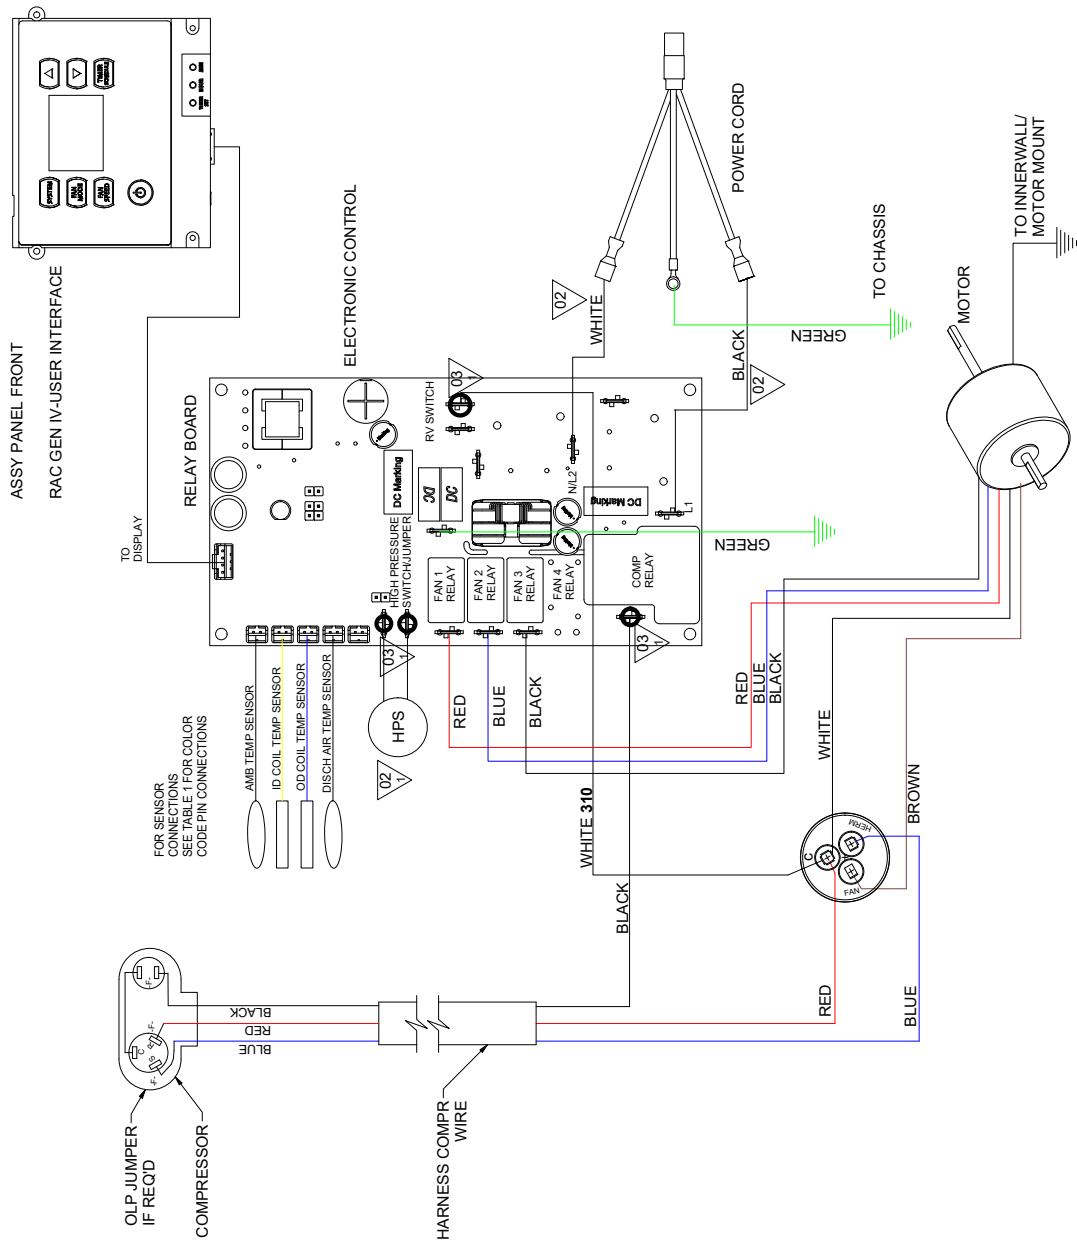 ASSY PANEL FRONT
RAC GEN IV-USER INTERFACE
SYSTEM
FAN
MODE
FAN
SPEED
TIMER
SCHEDULE
TO
DISPLAY
RELAY BOARD
ELECTRONIC CONTROL
FOR SENSOR
CONNECTIONS
SEE TABLE 1 FOR COLOR
CODE PIN CONNECTIONS
AMB TEMP SENSOR
ID COIL TEMP SENSOR
OD COIL TEMP SENSOR
DISCH AIR TEMP SENSOR
HPS
02
1
03
1
HIGH PRESSURE
SWITCH/JUMPER
DC Marking
DC
DC
RV SWITCH
03
1
FAN 1
RELAY
FAN 2
RELAY
FAN 3
RELAY
FAN 4
RELAY
N/L2
DC Marking
L1
COMP
RELAY
03
1
RED
BLUE
BLACK
WHITE
02
BLACK
02
POWER CORD
GREEN
TO CHASSIS
GREEN
MOTOR
TO INNERWALL/
MOTOR MOUNT
RED
BLUE
BLACK
WHITE
BROWN
WHITE 310
BLACK
C
HERM
FAN
RED
BLUE
OLP JUMPER
IF REQ'D
COMPRESSOR
-F-
C
S
R
-F-
-F-
BLACK
RED
BLUE
HARNESS COMPR
WIRE